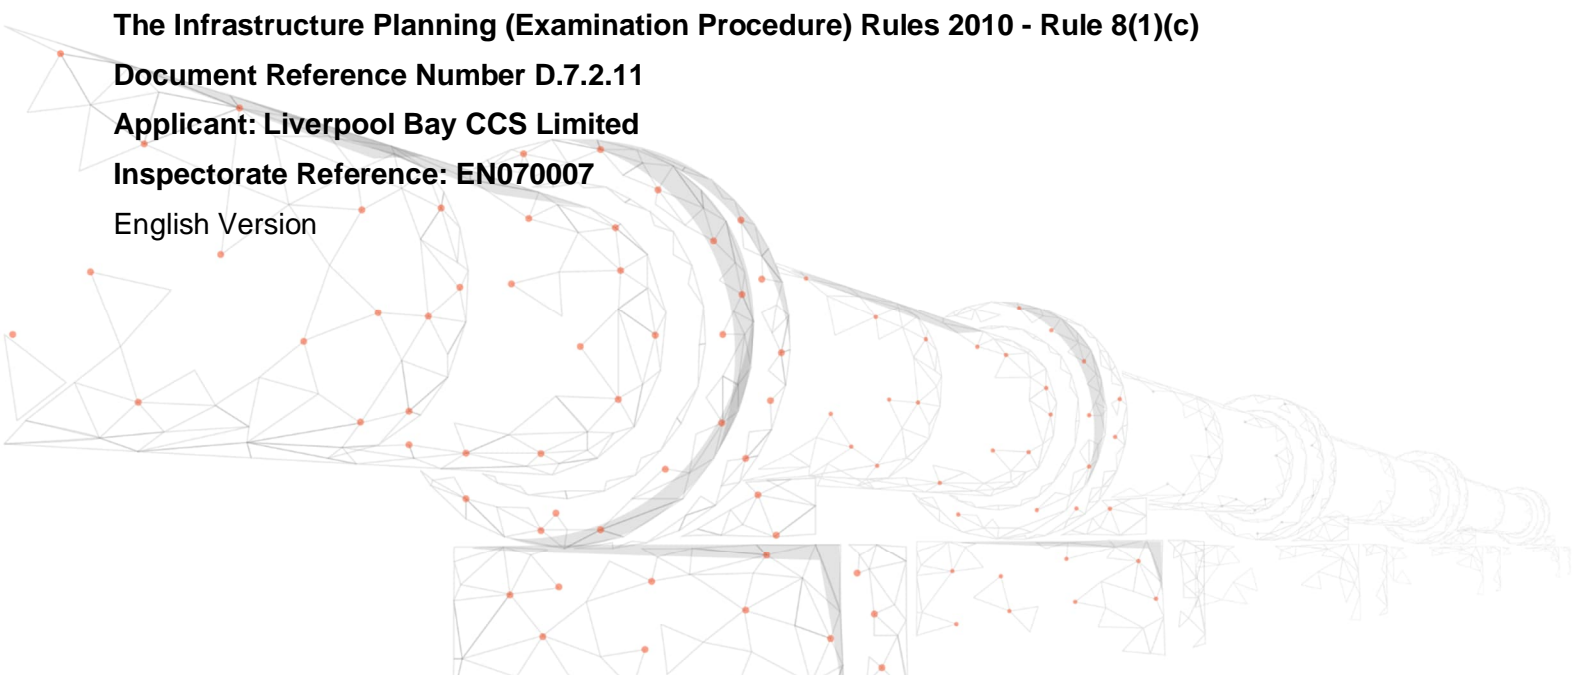 The Infrastructure Planning (Examination Procedure) Rules 2010 - Rule 8(1)(c)
Document Reference Number D.7.2.11
Applicant: Liverpool Bay CCS Limited
Inspectorate Reference: EN070007
English Version